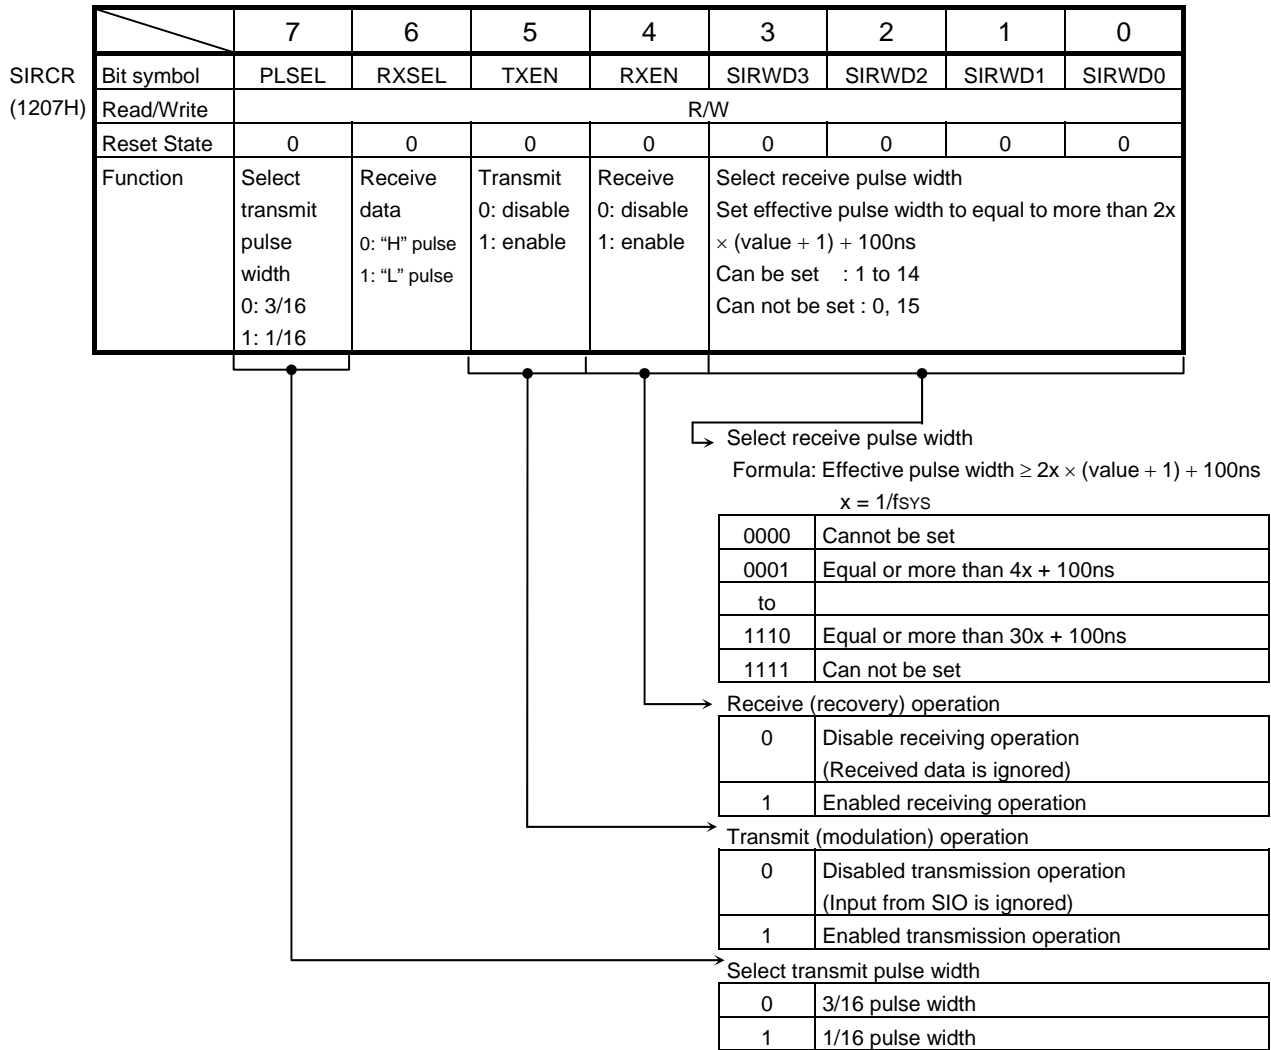 7 6 5 4 3 2 1 0
SIRCR Bit symbol PLSEL RXSEL TXEN RXEN SIRWD3 SIRWD2 SIRWD1 SIRWD0
(1207H) Read/Write R/W
Reset State 0 0 0 0 0 0 0 0
Function Select Receive Transmit Receive Select receive pulse width
transmit data 0: disable 0: disable Set effective pulse width to equal to more than 2x
pulse 0: “H” pulse 1: enable 1: enable × (value + 1) + 100ns
width 1: “L” pulse Can be set : 1 to 14
0: 3/16 Can not be set : 0, 15
1: 1/16
Select receive pulse width
Formula: Effective pulse width ≥ 2x × (value + 1) + 100ns
x = 1/fSYS
0000 Cannot be set
0001 Equal or more than 4x + 100ns
to
1110 Equal or more than 30x + 100ns
1111 Can not be set
Receive (recovery) operation
0 Disable receiving operation
(Received data is ignored)
1 Enabled receiving operation
Transmit (modulation) operation
0 Disabled transmission operation
(Input from SIO is ignored)
1 Enabled transmission operation
Select transmit pulse width
0 3/16 pulse width
1 1/16 pulse width